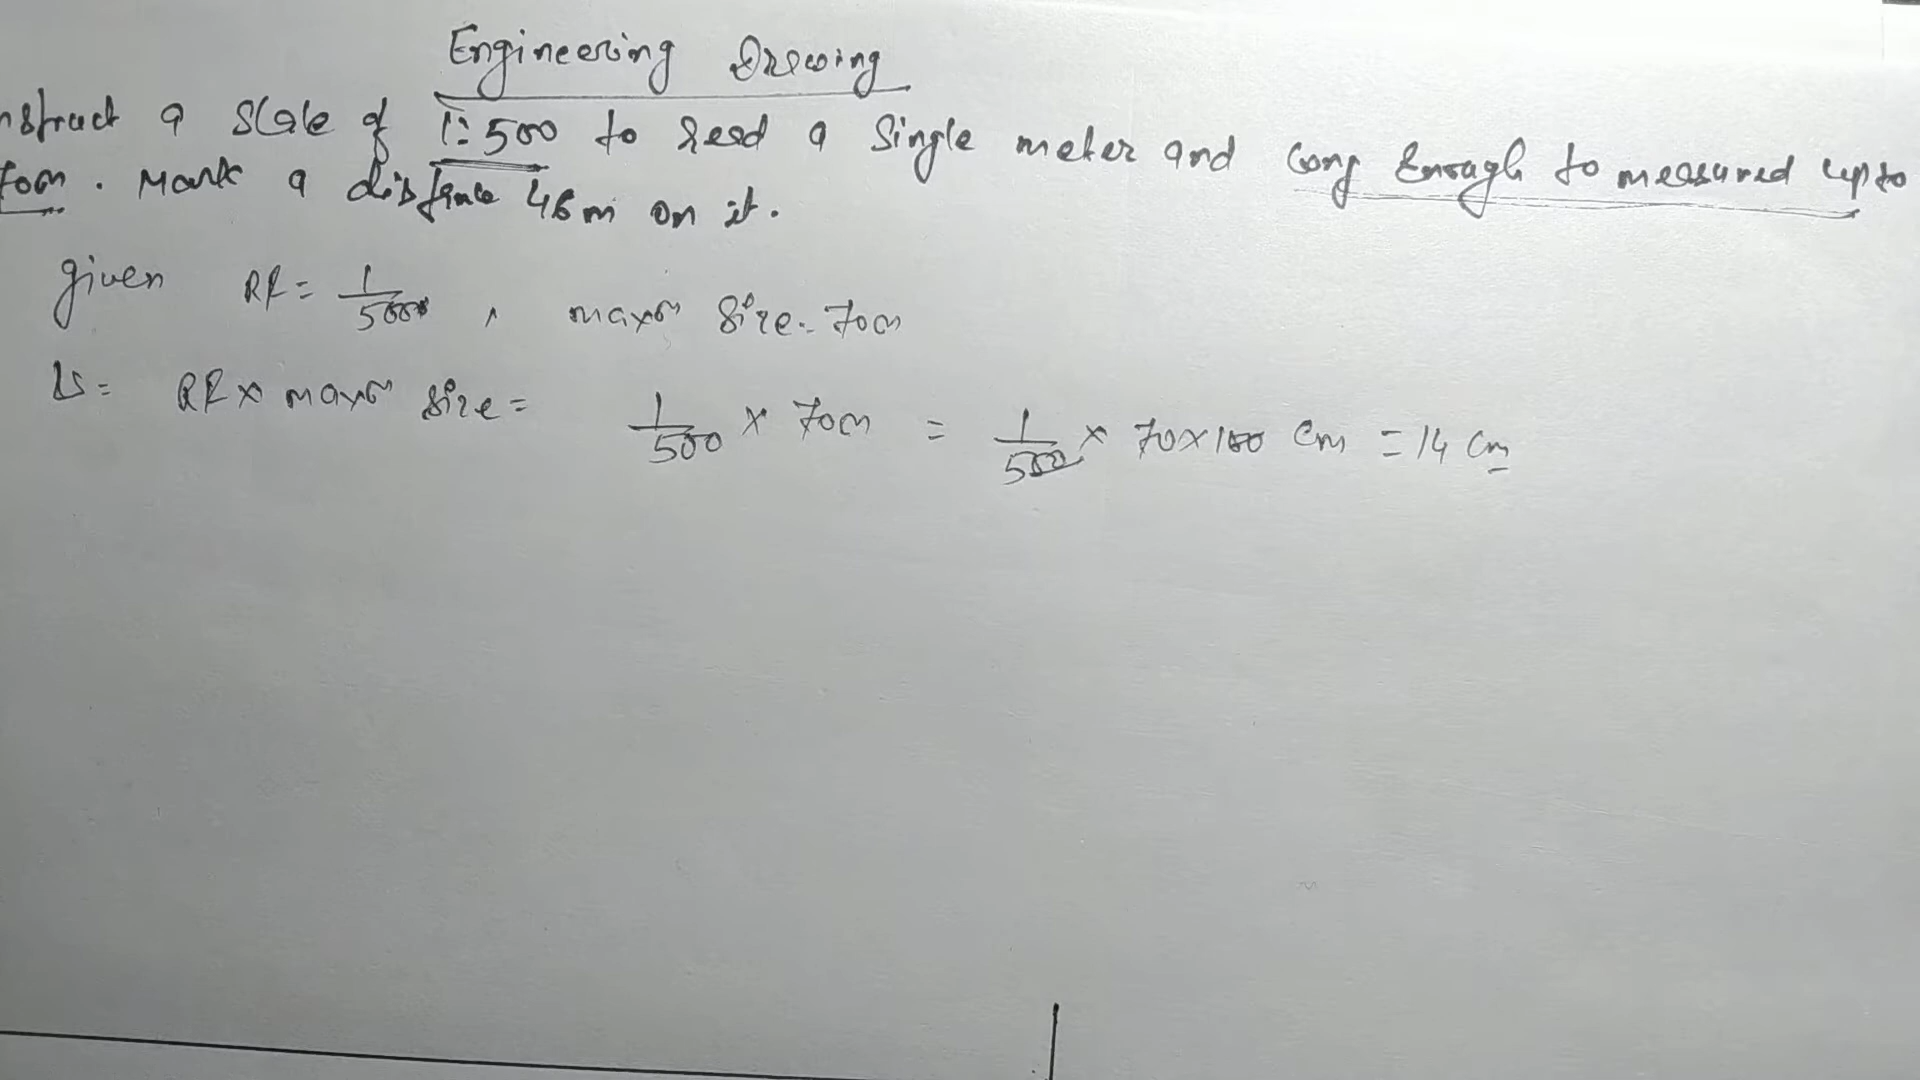 Engineering Drawing
nstruct a Scale of 1:500 to Read a Single meter and long Enough to measured upto
70m. Mark a distance 46m on it.
given RF = 1/500, maxm Size = 70m
LS = RF × maxm Size = 1/500 × 70m = 1/500 × 70×100 cm = 14 cm